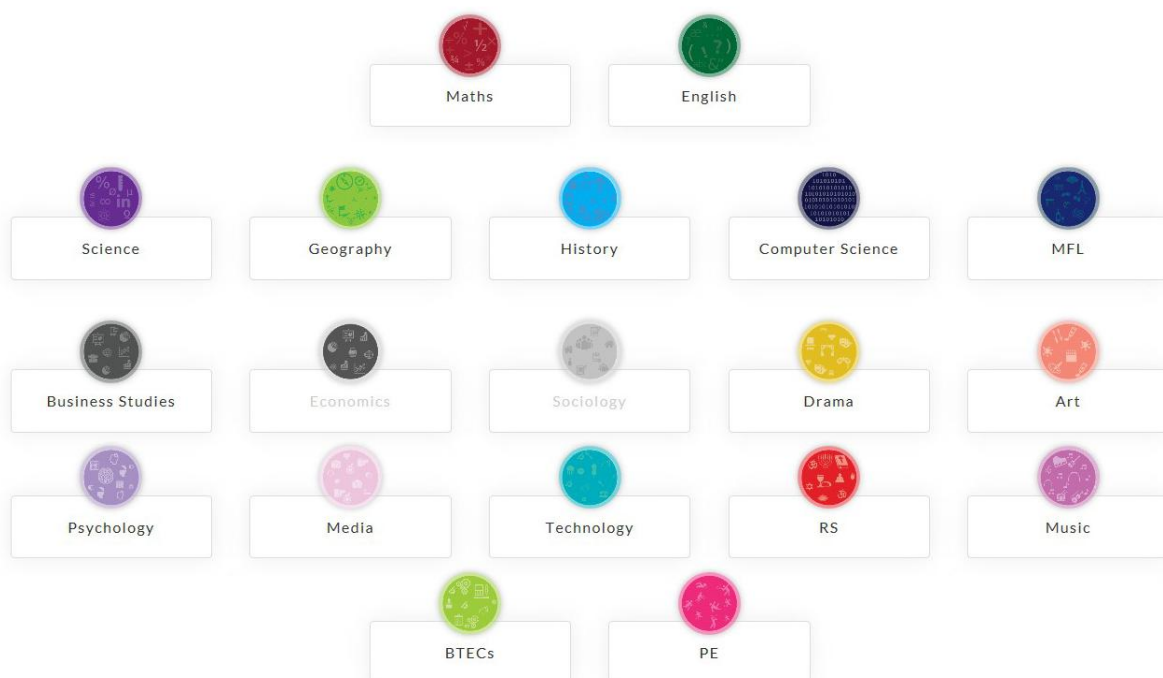 Maths
English
Science
Geography
History
Computer Science
MFL
Business Studies
Economics
Sociology
Drama
Art
Psychology
Media
Technology
RS
Music
BTECs
PE